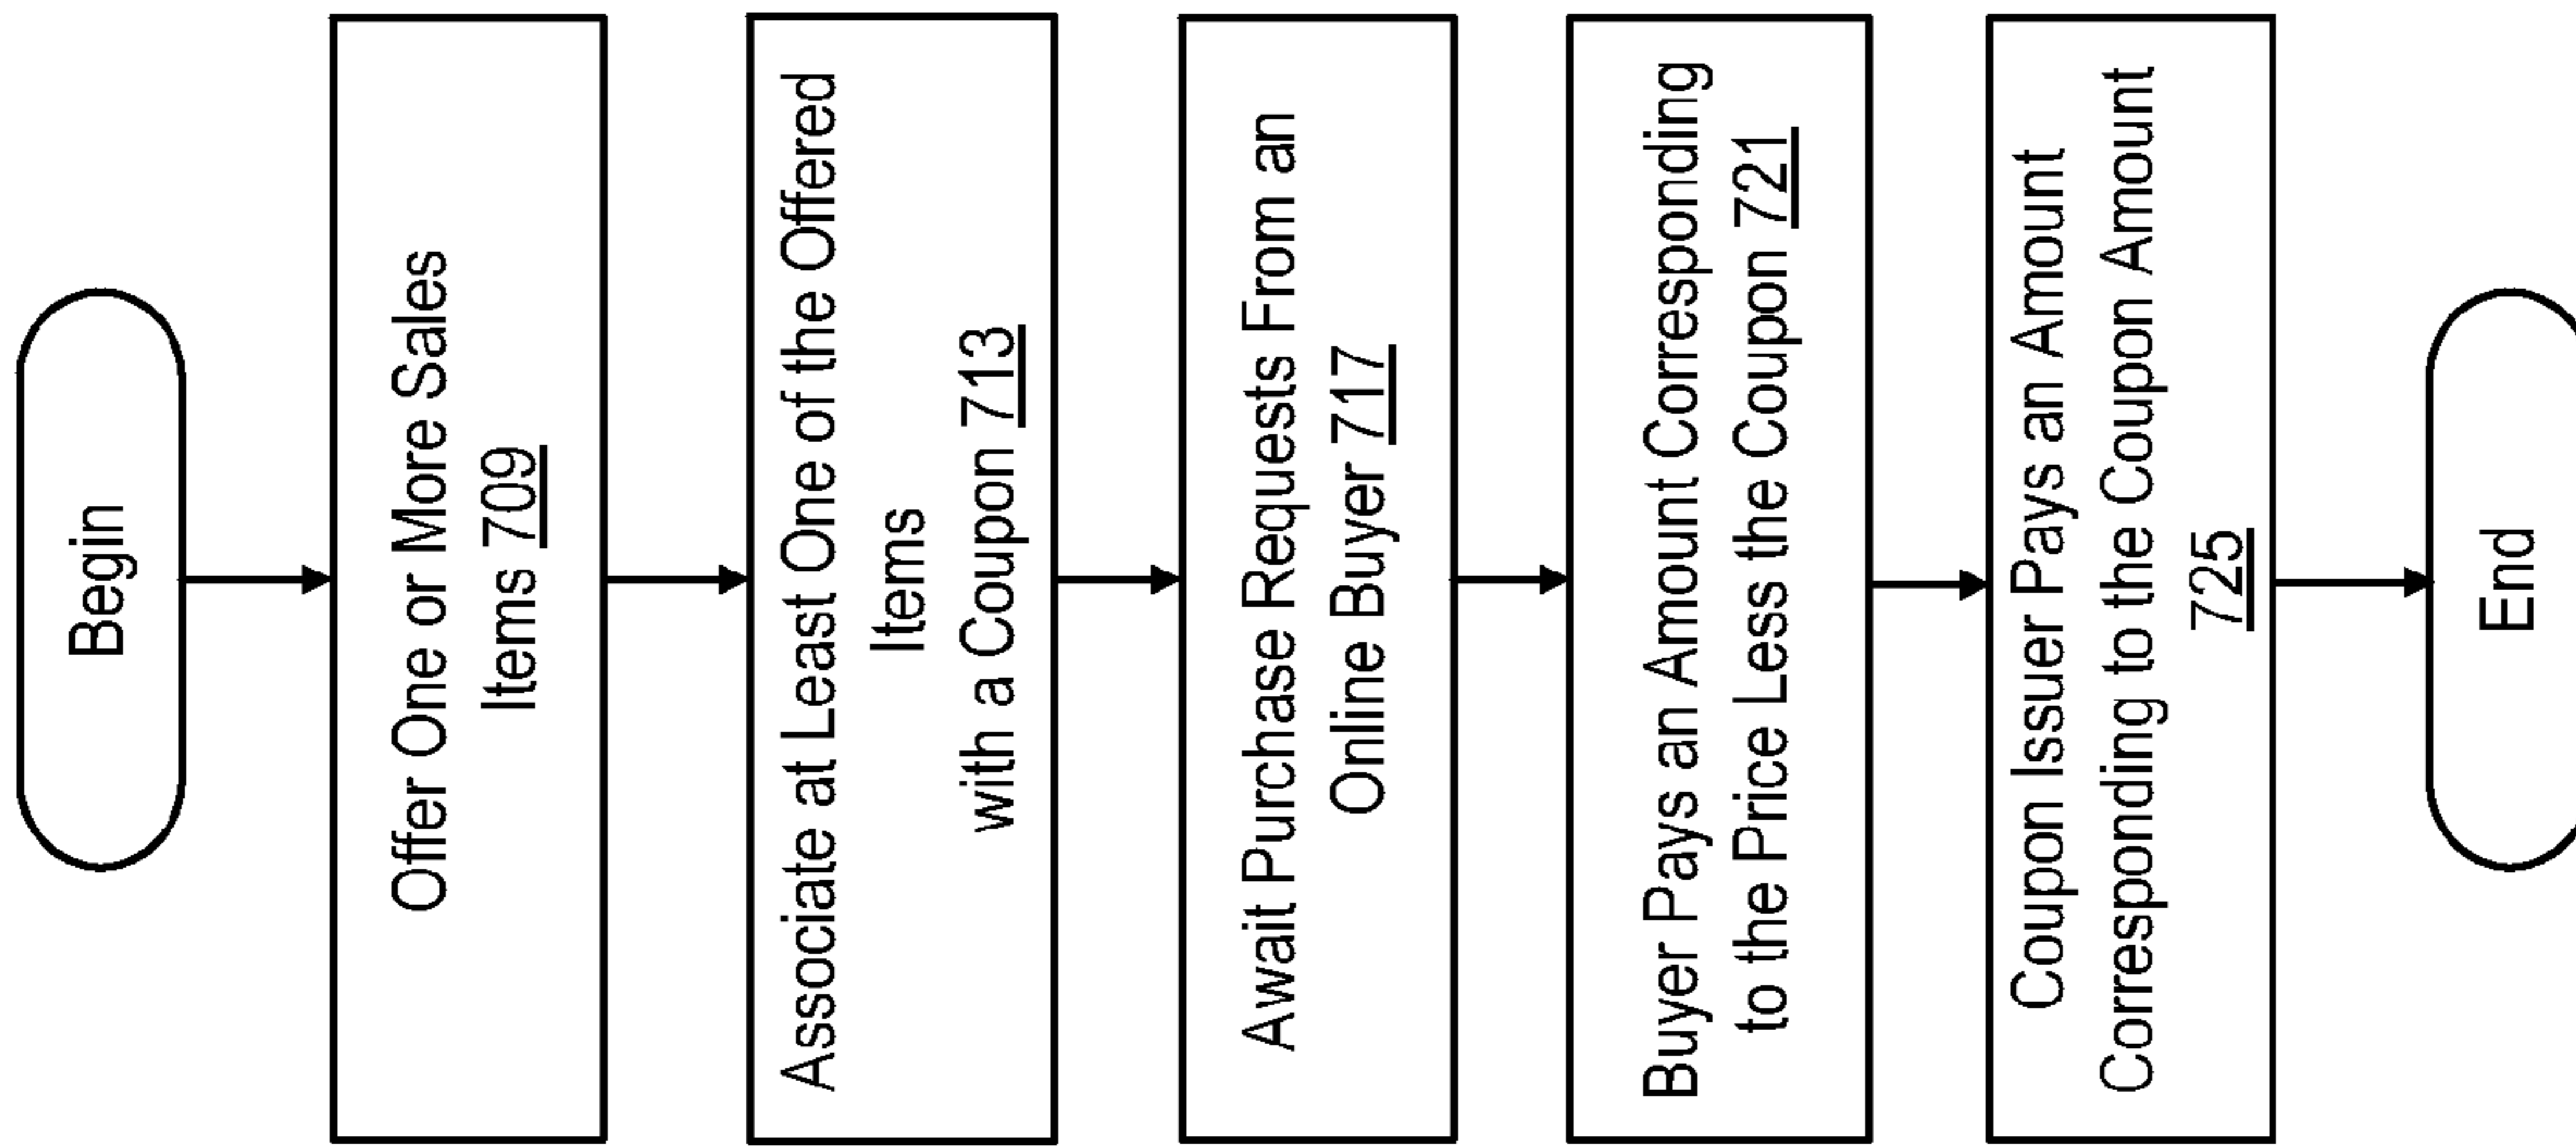 Begin
Offer One or More Sales
Items 709
Associate at Least One of the Offered
Items
with a Coupon 713
Await Purchase Requests From an
Online Buyer 717
Buyer Pays an Amount Corresponding
to the Price Less the Coupon 721
Coupon Issuer Pays an Amount
Corresponding to the Coupon Amount
725
End